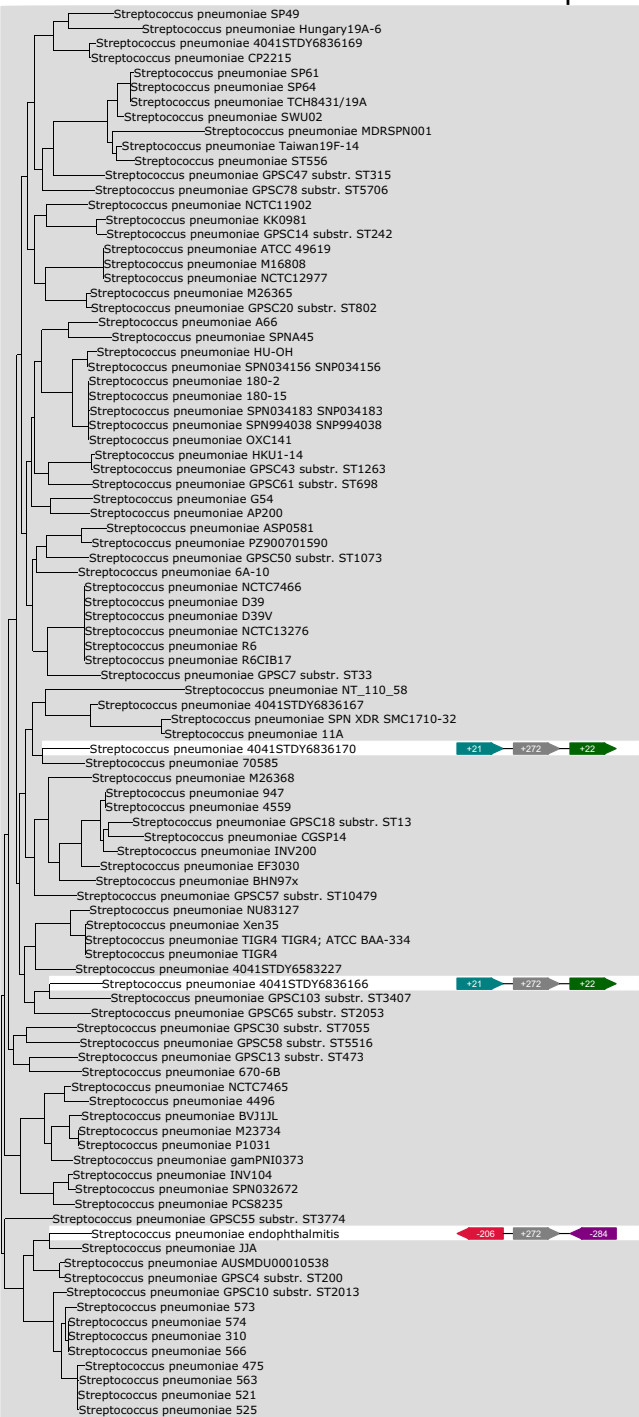 Streptococcus pneumoniae SP49
Streptococcus pneumoniae Hungary19A-6
Streptococcus pneumoniae 4041STDY6836169
Streptococcus pneumoniae CP2215
Streptococcus pneumoniae SP61
Streptococcus pneumoniae SP64
Streptococcus pneumoniae TCH8431/19A
Streptococcus pneumoniae SWU02
Streptococcus pneumoniae MDRSPN001
Streptococcus pneumoniae Taiwan19F-14
Streptococcus pneumoniae ST556
Streptococcus pneumoniae GPSC47 substr. ST315
Streptococcus pneumoniae GPSC78 substr. ST5706
Streptococcus pneumoniae NCTC11902
Streptococcus pneumoniae KK0981
Streptococcus pneumoniae GPSC14 substr. ST242
Streptococcus pneumoniae ATCC 49619
Streptococcus pneumoniae M16808
Streptococcus pneumoniae NCTC12977
Streptococcus pneumoniae M26365
Streptococcus pneumoniae GPSC20 substr. ST802
Streptococcus pneumoniae A66
Streptococcus pneumoniae SPNA45
Streptococcus pneumoniae HU-OH
Streptococcus pneumoniae SPN034156 SNP034156
Streptococcus pneumoniae 180-2
Streptococcus pneumoniae 180-15
Streptococcus pneumoniae SPN034183 SNP034183
Streptococcus pneumoniae SPN994038 SNP994038
Streptococcus pneumoniae OXC141
Streptococcus pneumoniae HKU1-14
Streptococcus pneumoniae GPSC43 substr. ST1263
Streptococcus pneumoniae GPSC61 substr. ST698
Streptococcus pneumoniae G54
Streptococcus pneumoniae AP200
Streptococcus pneumoniae ASP0581
Streptococcus pneumoniae PZ900701590
Streptococcus pneumoniae GPSC50 substr. ST1073
Streptococcus pneumoniae 6A-10
Streptococcus pneumoniae NCTC7466
Streptococcus pneumoniae D39
Streptococcus pneumoniae D39V
Streptococcus pneumoniae NCTC13276
Streptococcus pneumoniae R6
Streptococcus pneumoniae R6CIB17
Streptococcus pneumoniae GPSC7 substr. ST33
Streptococcus pneumoniae NT_110_58
Streptococcus pneumoniae 4041STDY6836167
Streptococcus pneumoniae SPN XDR SMC1710-32
Streptococcus pneumoniae 11A
Streptococcus pneumoniae 4041STDY6836170 +21 +272 +22
Streptococcus pneumoniae 70585
Streptococcus pneumoniae M26368
Streptococcus pneumoniae 947
Streptococcus pneumoniae 4559
Streptococcus pneumoniae GPSC18 substr. ST13
Streptococcus pneumoniae CGSP14
Streptococcus pneumoniae INV200
Streptococcus pneumoniae EF3030
Streptococcus pneumoniae BHN97x
Streptococcus pneumoniae GPSC57 substr. ST10479
Streptococcus pneumoniae NU83127
Streptococcus pneumoniae Xen35
Streptococcus pneumoniae TIGR4 TIGR4; ATCC BAA-334
Streptococcus pneumoniae TIGR4
Streptococcus pneumoniae 4041STDY6583227
Streptococcus pneumoniae 4041STDY6836166 +21 +272 +22
Streptococcus pneumoniae GPSC103 substr. ST3407
Streptococcus pneumoniae GPSC65 substr. ST2053
Streptococcus pneumoniae GPSC30 substr. ST7055
Streptococcus pneumoniae GPSC58 substr. ST5516
Streptococcus pneumoniae GPSC13 substr. ST473
Streptococcus pneumoniae 670-6B
Streptococcus pneumoniae NCTC7465
Streptococcus pneumoniae 4496
Streptococcus pneumoniae BVJ1JL
Streptococcus pneumoniae M23734
Streptococcus pneumoniae P1031
Streptococcus pneumoniae gamPNI0373
Streptococcus pneumoniae INV104
Streptococcus pneumoniae SPN032672
Streptococcus pneumoniae PCS8235
Streptococcus pneumoniae GPSC55 substr. ST3774
Streptococcus pneumoniae endophthalmitis -206 +272 -284
Streptococcus pneumoniae JJA
Streptococcus pneumoniae AUSMDU00010538
Streptococcus pneumoniae GPSC4 substr. ST200
Streptococcus pneumoniae GPSC10 substr. ST2013
Streptococcus pneumoniae 573
Streptococcus pneumoniae 574
Streptococcus pneumoniae 310
Streptococcus pneumoniae 566
Streptococcus pneumoniae 475
Streptococcus pneumoniae 563
Streptococcus pneumoniae 521
Streptococcus pneumoniae 525